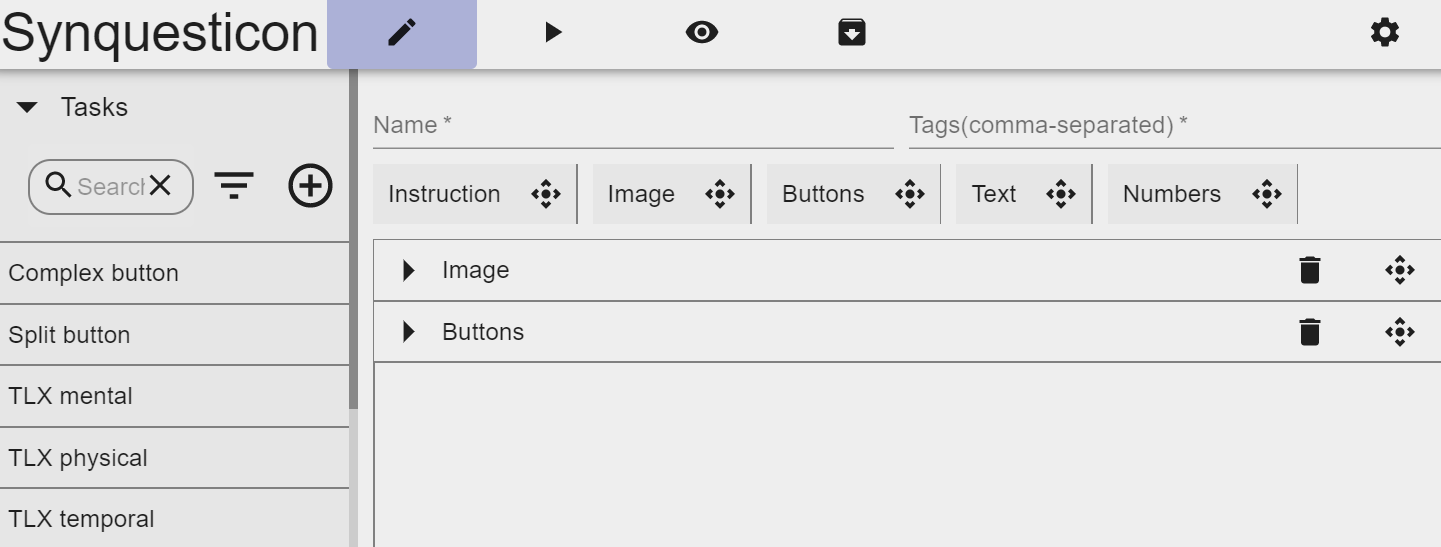 Synquesticon
Tasks
Name *
Tags(comma-separated) *
Search
Instruction
Image
Buttons
Text
Numbers
Complex button
Image
Split button
Buttons
TLX mental
TLX physical
TLX temporal